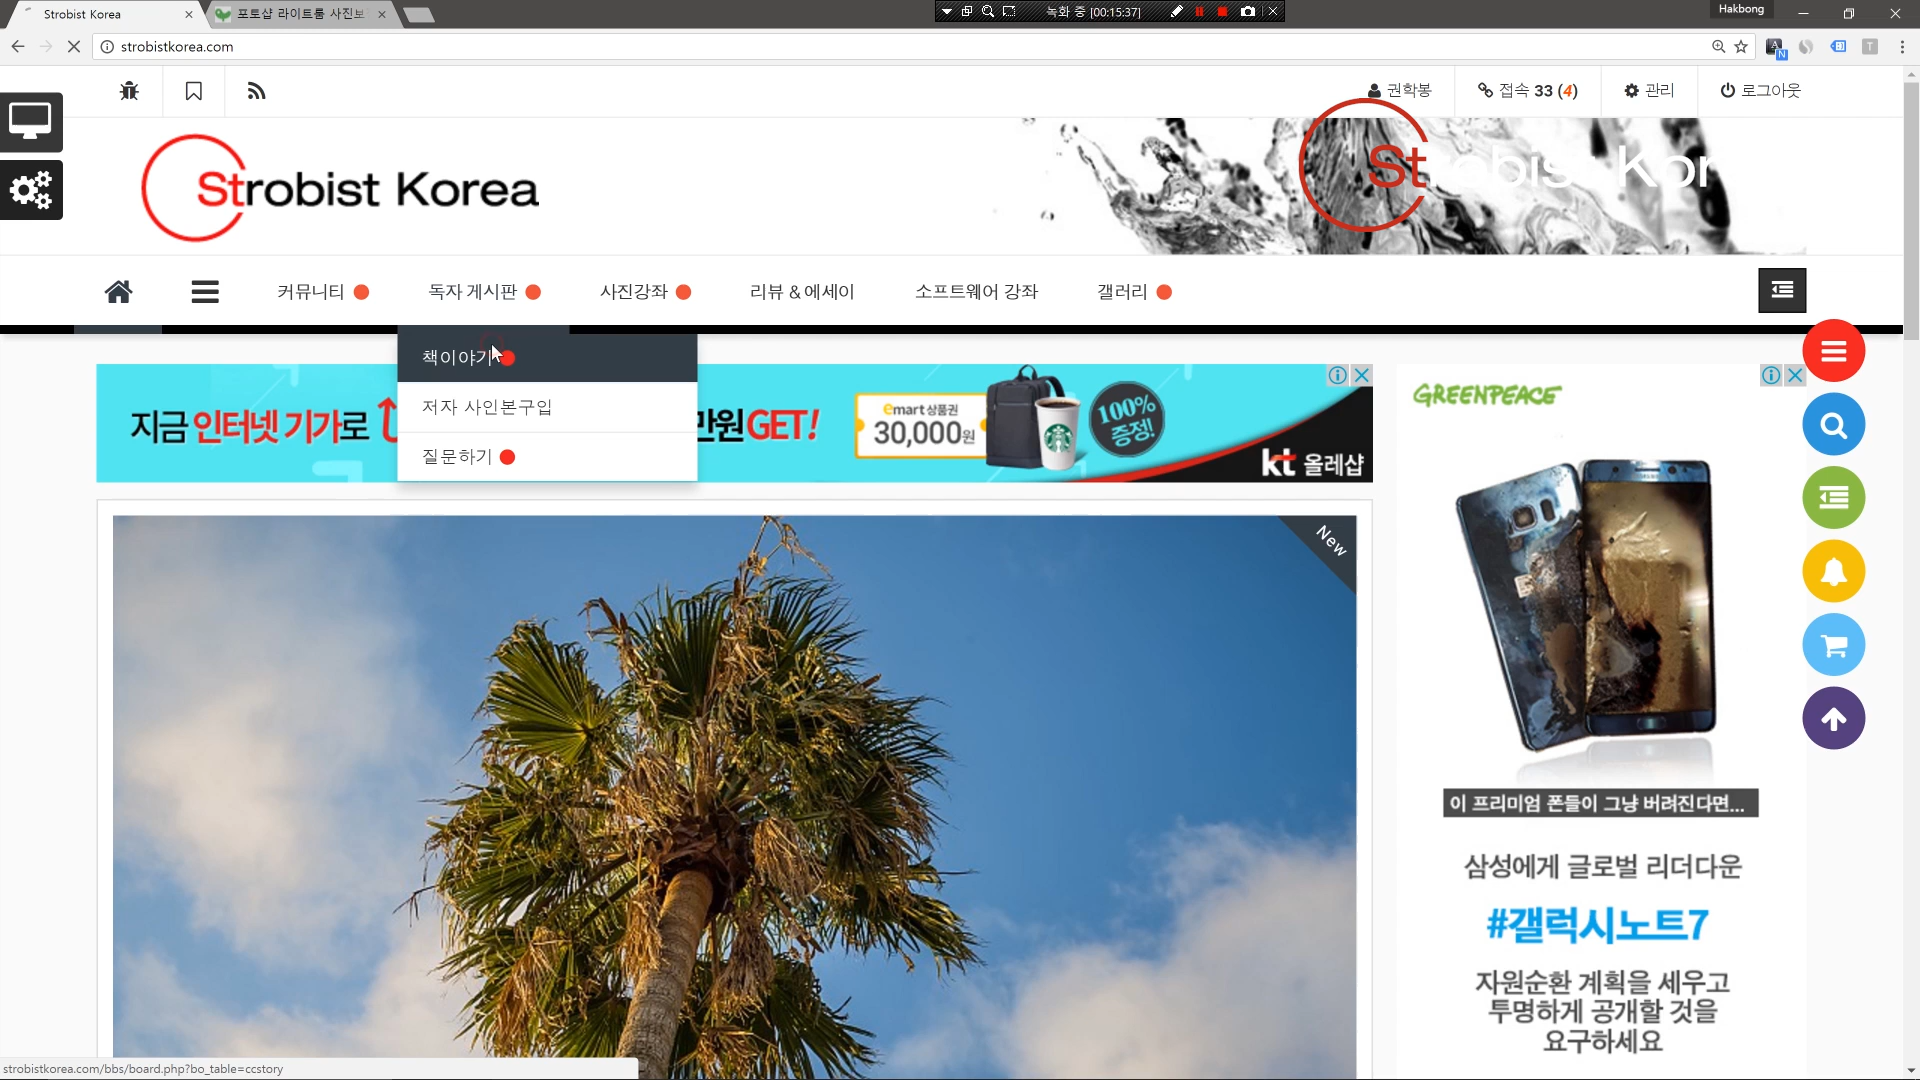 Strobist Korea
포토샵 라이트룸 사진보
녹화 중 [00:15:37]
Hakbong
strobistkorea.com
N
T
권학봉
접속 33 (4)
관리
로그아웃
Strobist Korea
커뮤니티
독자 게시판
사진강좌
리뷰 & 에세이
소프트웨어 강좌
갤러리
책이야기
저자 사인본구입
질문하기
지금 인터넷 기가로
만원 GET!
emart 상품권
30,000원
100%
증정!
kt 올레샵
New
GREENPEACE
이 프리미엄 폰들이 그냥 버려진다면...
삼성에게 글로벌 리더다운
#갤럭시노트7
자원순환 계획을 세우고
투명하게 공개할 것을
요구하세요
strobistkorea.com/bbs/board.php?bo_table=ccstory